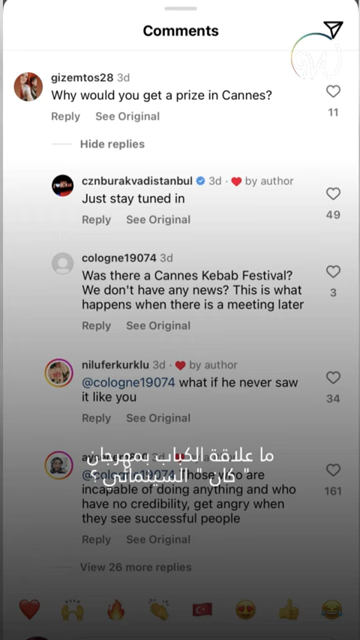 Comments
gizemtos28 3d
Why would you get a prize in Cannes?
Reply See Original
11
Hide replies
cznburakvadistanbul 3d · by author
Just stay tuned in
Reply See Original
49
cologne19074 3d
Was there a Cannes Kebab Festival?
We don't have any news? This is what
happens when there is a meeting later
Reply See Original
3
niluferkurklu 3d · by author
@cologne19074 what if he never saw
it like you
Reply See Original
34
ما علاقة الكباب بمهرجان
"كان" السينمائي؟
who are
incapable of doing anything and who
have no credibility, get angry when
they see successful people
Reply See Original
161
View 26 more replies